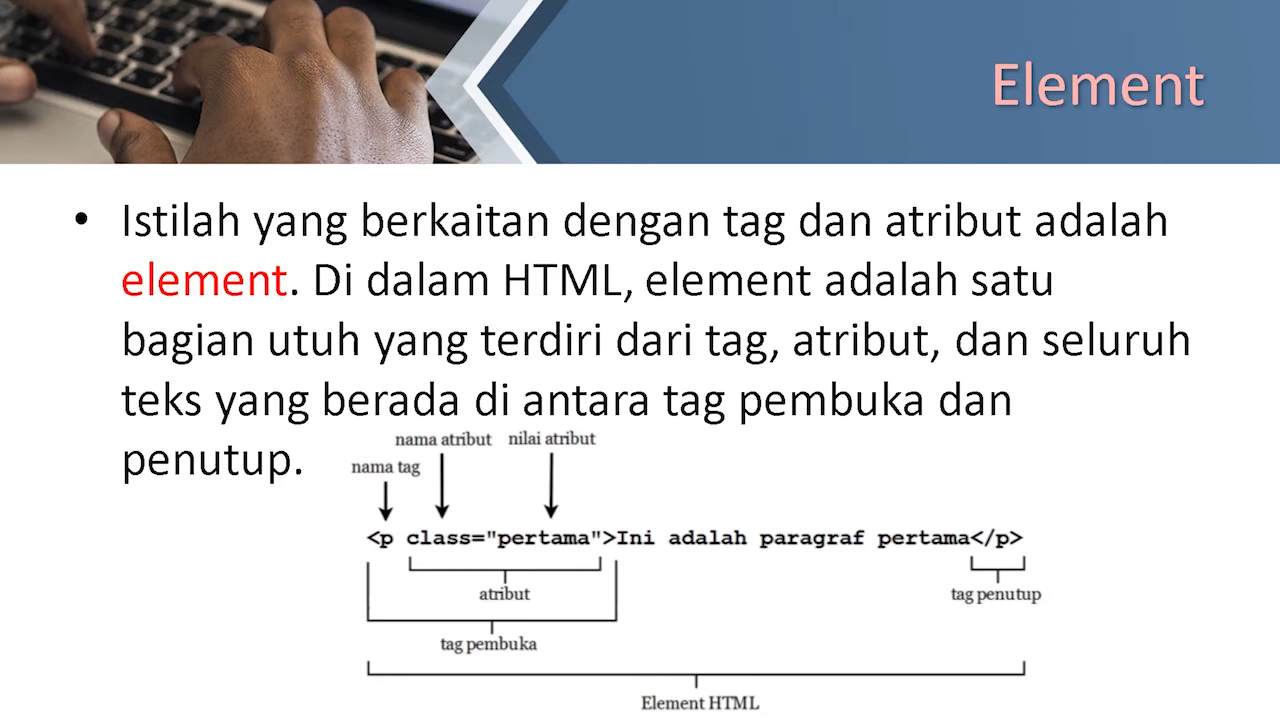 Element
• Istilah yang berkaitan dengan tag dan atribut adalah
element. Di dalam HTML, element adalah satu
bagian utuh yang terdiri dari tag, atribut, dan seluruh
teks yang berada di antara tag pembuka dan
penutup.
nama atribut nilai atribut
nama tag
<p class="pertama">Ini adalah paragraf pertama</p>
atribut tag penutup
tag pembuka
Element HTML